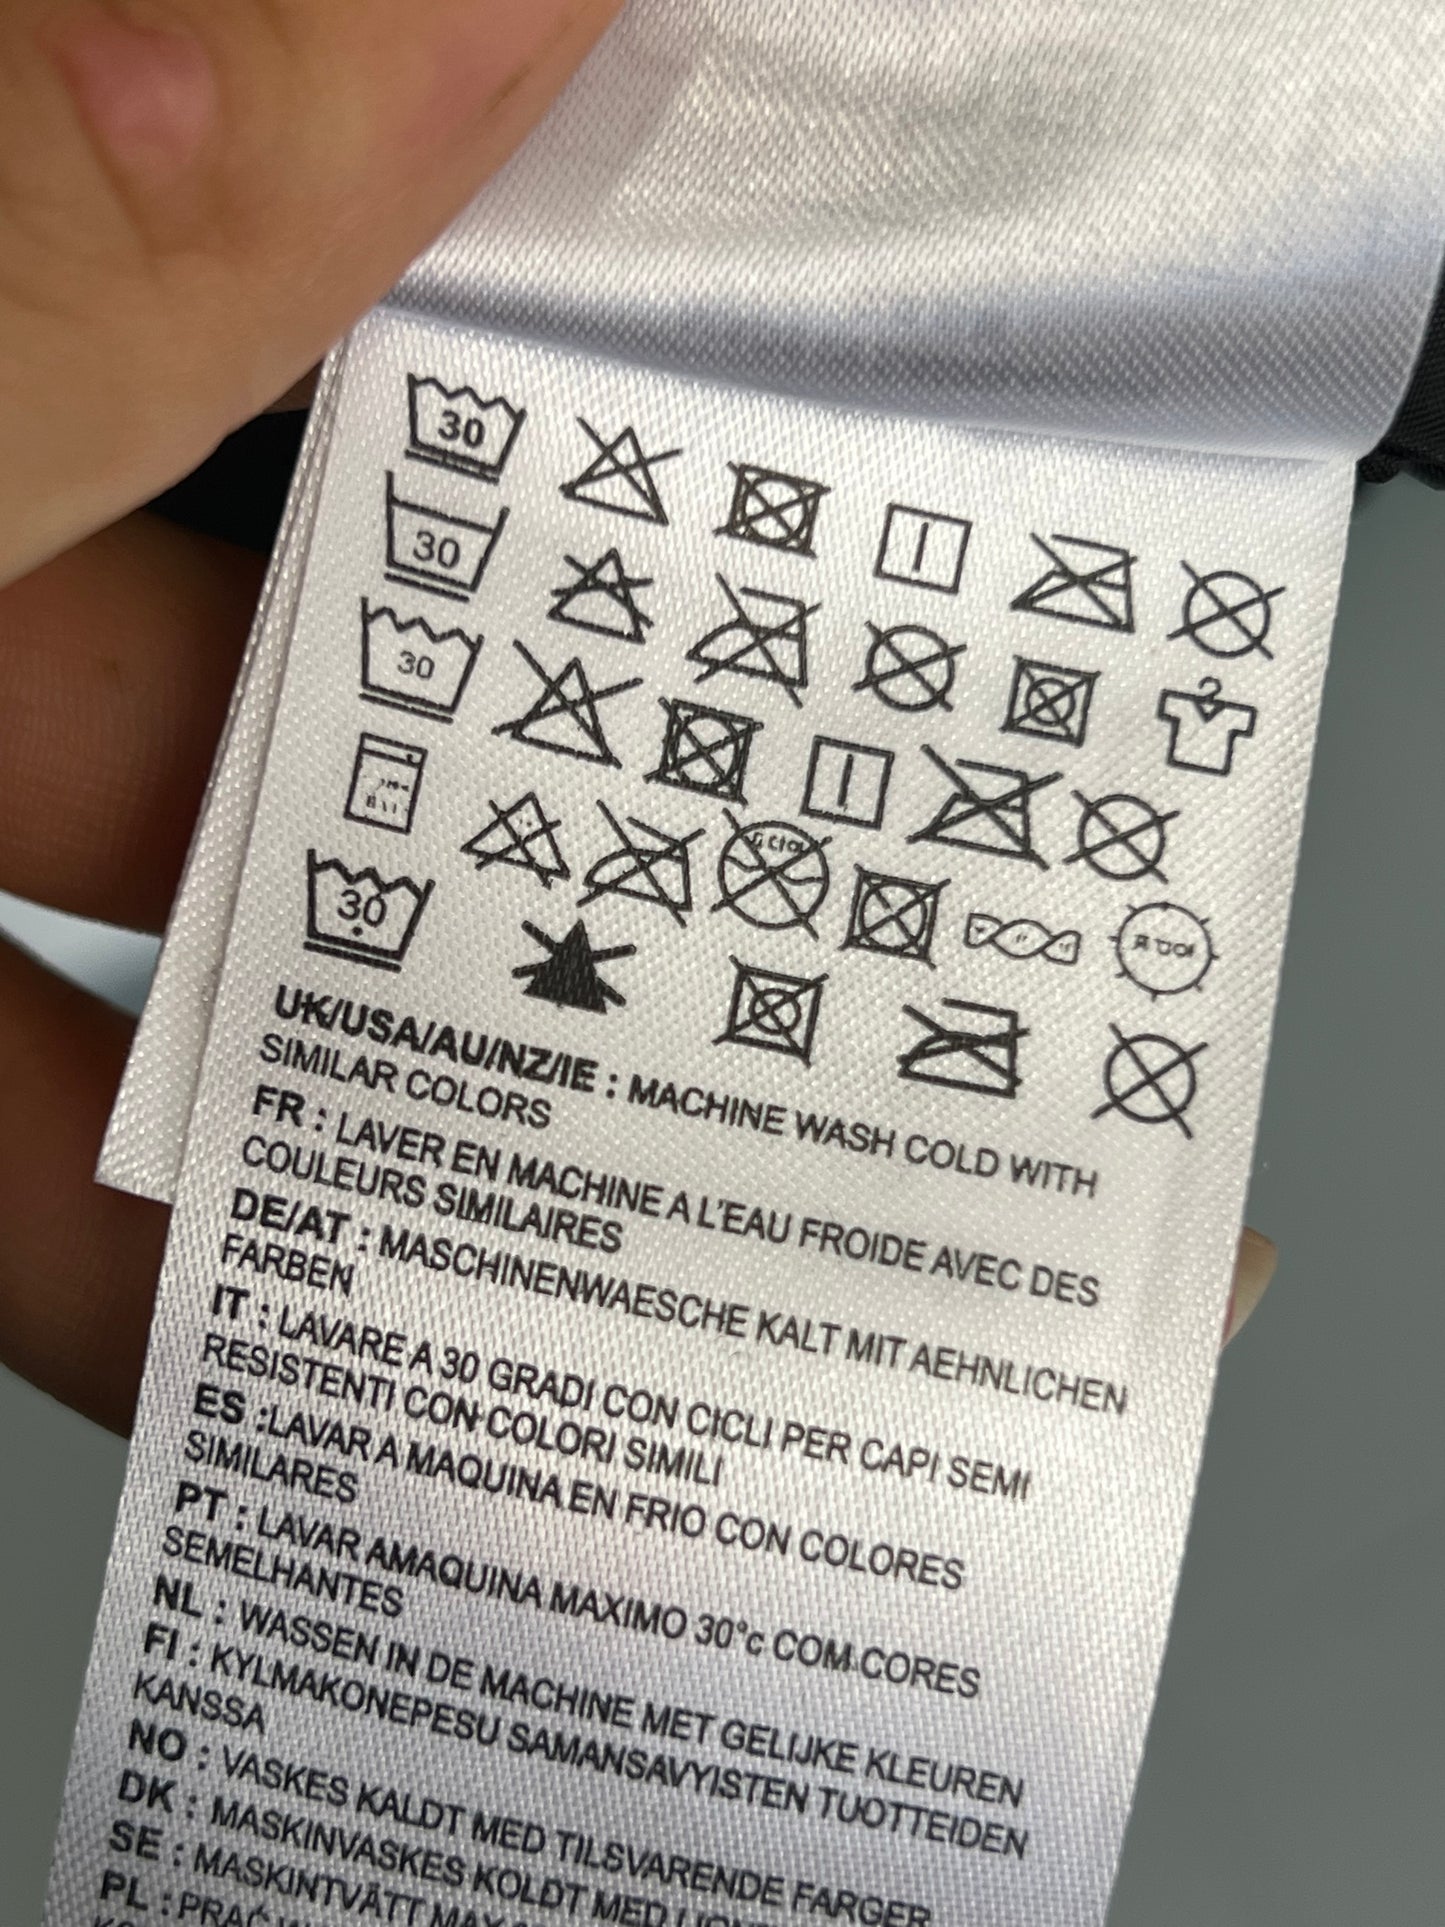 30
30
30
30
UK/USA/AU/NZ/IE : MACHINE WASH COLD WITH
SIMILAR COLORS
FR : LAVER EN MACHINE A L'EAU FROIDE AVEC DES
COULEURS SIMILAIRES
DE/AT : MASCHINENWAESCHE KALT MIT AEHNLICHEN
FARBEN
IT : LAVARE A 30 GRADI CON CICLI PER CAPI SEMI
RESISTENTI CON COLORI SIMILI
ES :LAVAR A MAQUINA EN FRIO CON COLORES
SIMILARES
PT : LAVAR AMAQUINA MAXIMO 30°c COM CORES
SEMELHANTES
NL : WASSEN IN DE MACHINE MET GELIJKE KLEUREN
FI : KYLMAKONEPESU SAMANSAVYISTEN TUOTTEIDEN
KANSSA
NO : VASKES KALDT MED TILSVARENDE FARGER
DK : MASKINVASKES KOLDT MED
SE : MASKINTVÄTT MAX
PL :